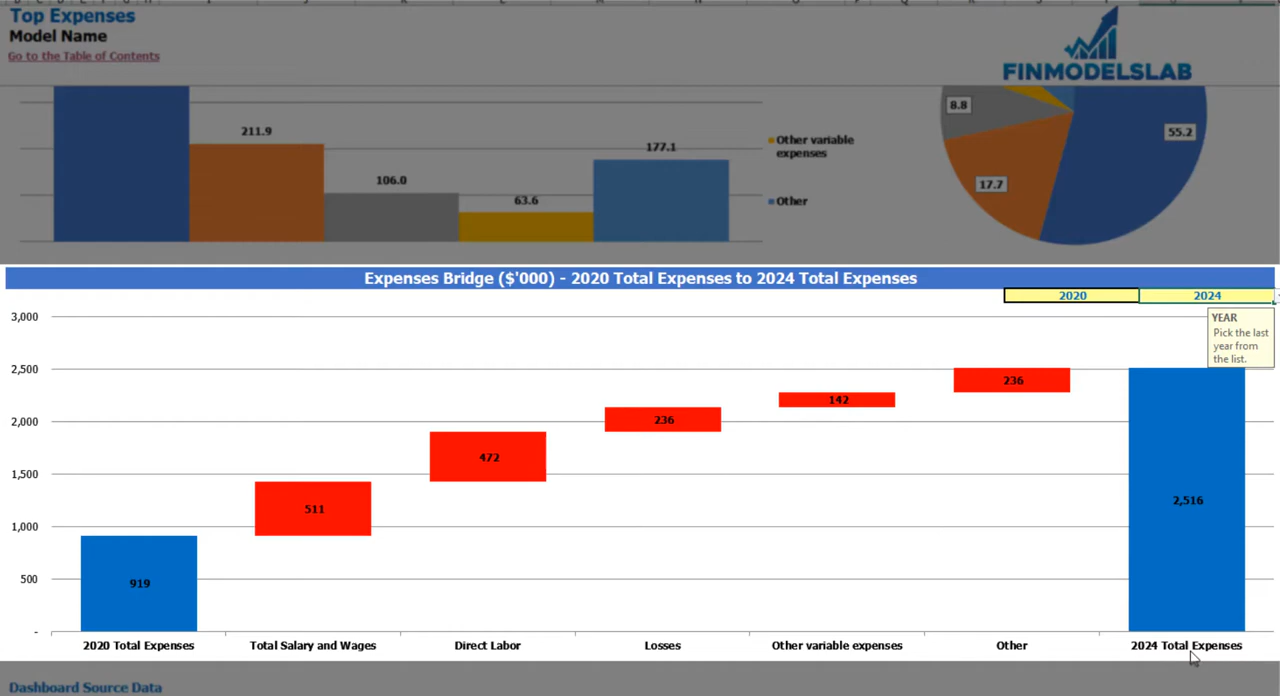 Top Expenses
Model Name
Go to the Table of Contents
FINMODELSLAB
211.9
106.0
63.6
177.1
Other variable
expenses
Other
8.8
55.2
17.7
Expenses Bridge ($'000) - 2020 Total Expenses to 2024 Total Expenses
2020
2024
YEAR
Pick the last
year from
the list.
3,000
2,500
2,000
1,500
1,000
500
-
919
511
472
236
142
236
2,516
2020 Total Expenses
Total Salary and Wages
Direct Labor
Losses
Other variable expenses
Other
2024 Total Expenses
Dashboard Source Data